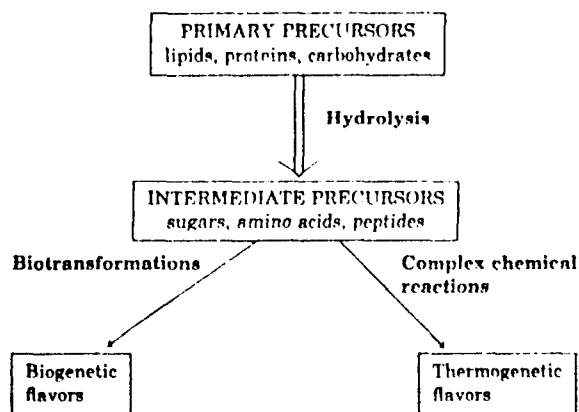 PRIMARY PRECURSORS
lipids, proteins, carbohydrates
Hydrolysis
INTERMEDIATE PRECURSORS
sugars, amino acids, peptides
Biotransformations
Complex chemical
reactions
Biogenetic
flavors
Thermogenetic
flavors